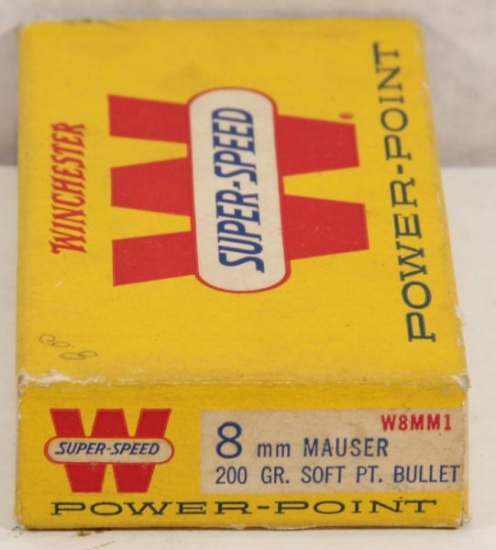 WINCHESTER
SUPER-SPEED
®
POWER-POINT
SUPER-SPEED
W8MM1
8 mm MAUSER
200 GR. SOFT PT. BULLET
POWER-POINT